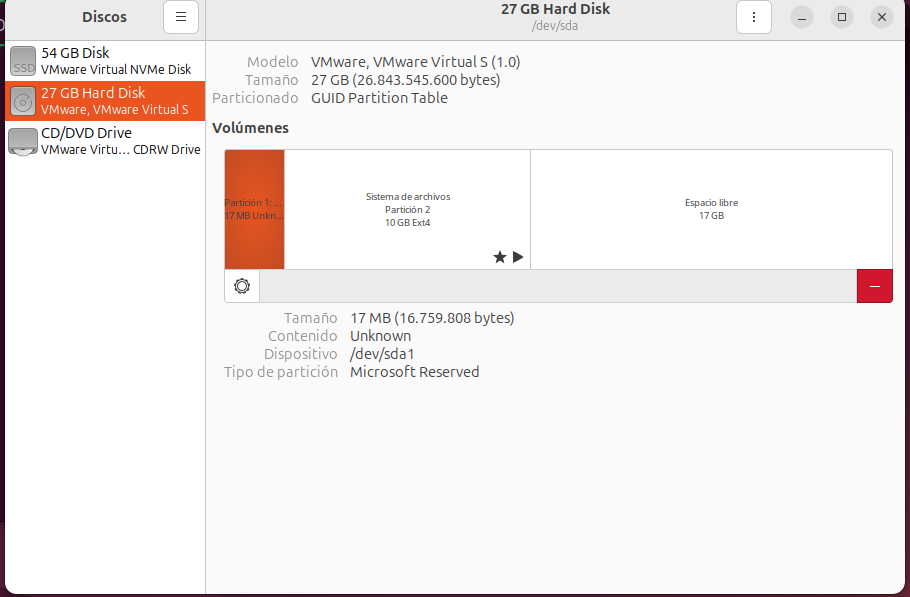 Discos
27 GB Hard Disk
/dev/sda
54 GB Disk
SSD
VMware Virtual NVMe Disk
27 GB Hard Disk
VMware, VMware Virtual S
CD/DVD Drive
VMware Virtu… CDRW Drive
Modelo VMware, VMware Virtual S (1.0)
Tamaño 27 GB (26.843.545.600 bytes)
Particionado GUID Partition Table
Volúmenes
Partición 1: …
17 MB Unkn…
Sistema de archivos
Partición 2
10 GB Ext4
Espacio libre
17 GB
Tamaño 17 MB (16.759.808 bytes)
Contenido Unknown
Dispositivo /dev/sda1
Tipo de partición Microsoft Reserved